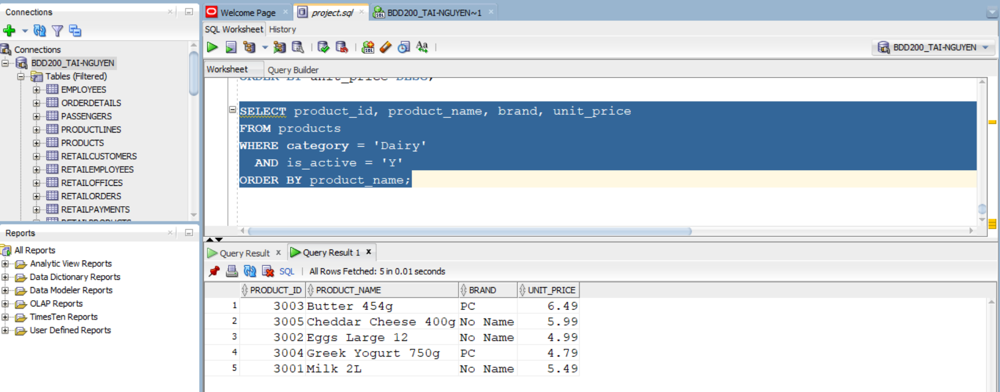 Connections
Connections
BDD200_TAI-NGUYEN
Tables (Filtered)
EMPLOYEES
ORDERDETAILS
PASSENGERS
PRODUCTLINES
PRODUCTS
RETAILCUSTOMERS
RETAILEMPLOYEES
RETAILOFFICES
RETAILORDERS
RETAILPAYMENTS
RETAILPRODUCTS
Reports
All Reports
Analytic View Reports
Data Dictionary Reports
Data Modeler Reports
OLAP Reports
TimesTen Reports
User Defined Reports
Welcome Page project.sql BDD200_TAI-NGUYEN~1
SQL Worksheet History
BDD200_TAI-NGUYEN
Worksheet Query Builder
ORDER BY unit_price DESC;
SELECT product_id, product_name, brand, unit_price
FROM products
WHERE category = 'Dairy'
AND is_active = 'Y'
ORDER BY product_name;
Query Result x Query Result 1 x
SQL | All Rows Fetched: 5 in 0.01 seconds
PRODUCT_ID PRODUCT_NAME BRAND UNIT_PRICE
1 3003 Butter 454g PC 6.49
2 3005 Cheddar Cheese 400g No Name 5.99
3 3002 Eggs Large 12 No Name 4.99
4 3004 Greek Yogurt 750g PC 4.79
5 3001 Milk 2L No Name 5.49